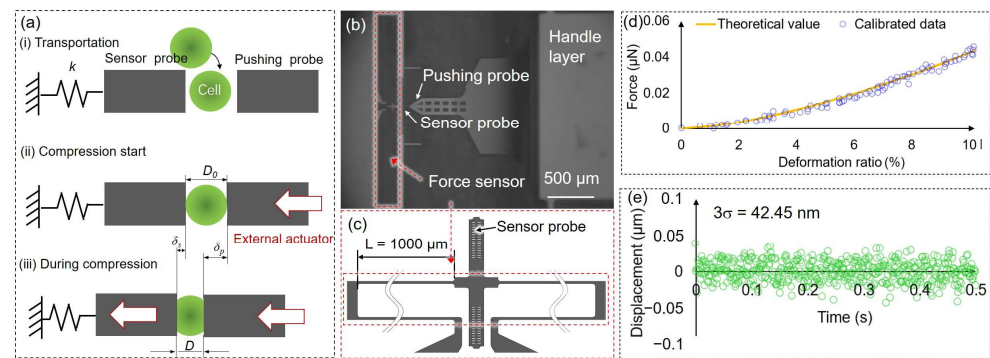 (a)
(i) Transportation
Sensor probe
Pushing probe
k
Cell
(ii) Compression start
D0
External actuator
δs
δp
(iii) During compression
D
(b)
Handle
layer
Pushing probe
Sensor probe
Force sensor
500 μm
(c)
Sensor probe
L = 1000 μm
(d)
Theoretical value
Calibrated data
Force (μN)
0.06
0.04
0.02
0
0 2 4 6 8 10
Deformation ratio (%)
(e)
3σ = 42.45 nm
Displacement (μm)
0.1
0.05
0
−0.05
−0.1
0 0.1 0.2 0.3 0.4 0.5
Time (s)